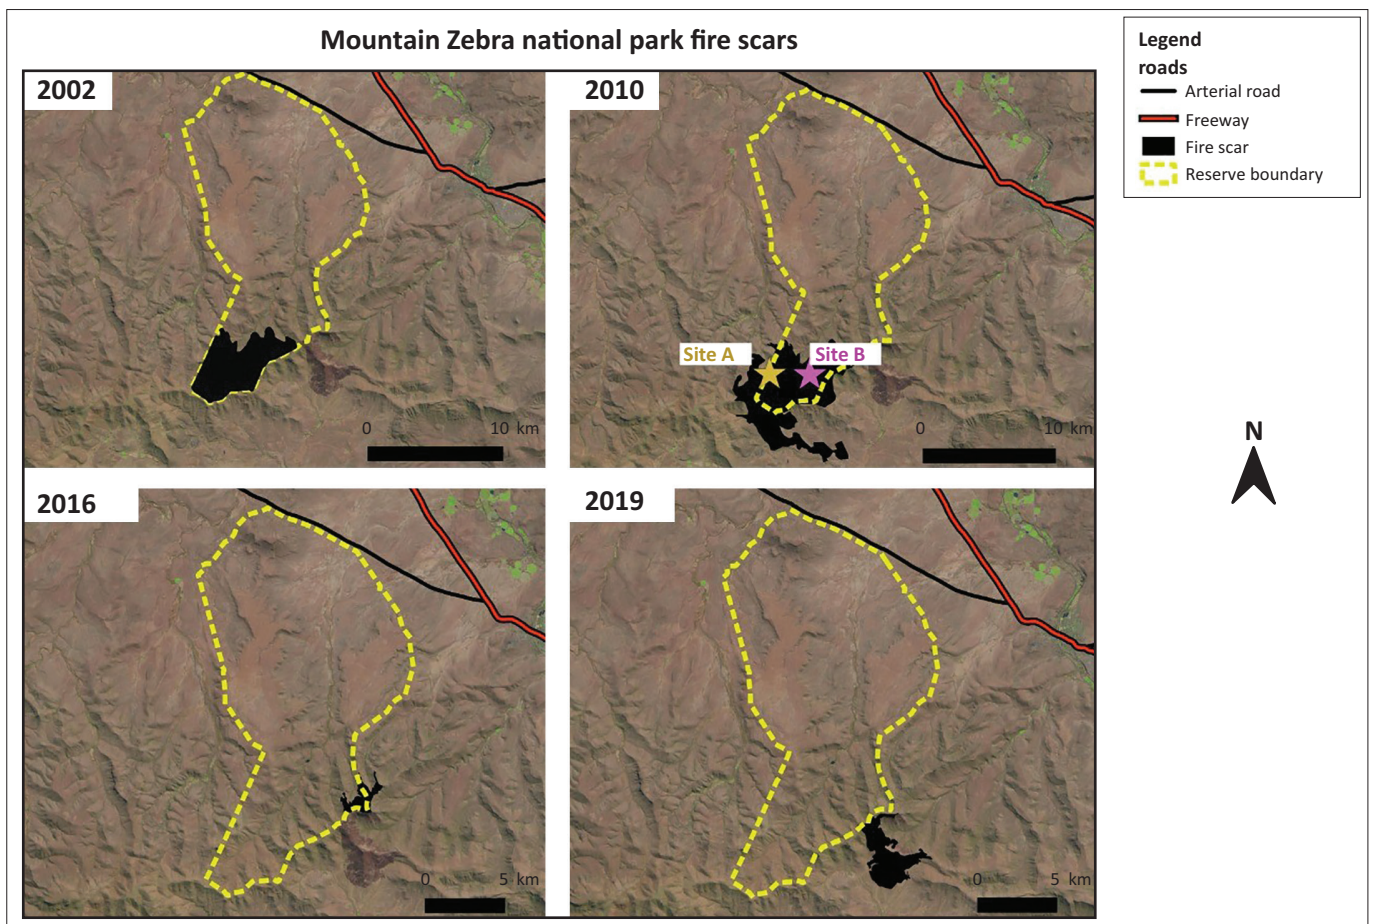 Mountain Zebra national park fire scars
Legend
roads
Arterial road
Freeway
Fire scar
Reserve boundary
2002
0 10 km
2010
Site A
Site B
0 10 km
N
2016
0 5 km
2019
0 5 km